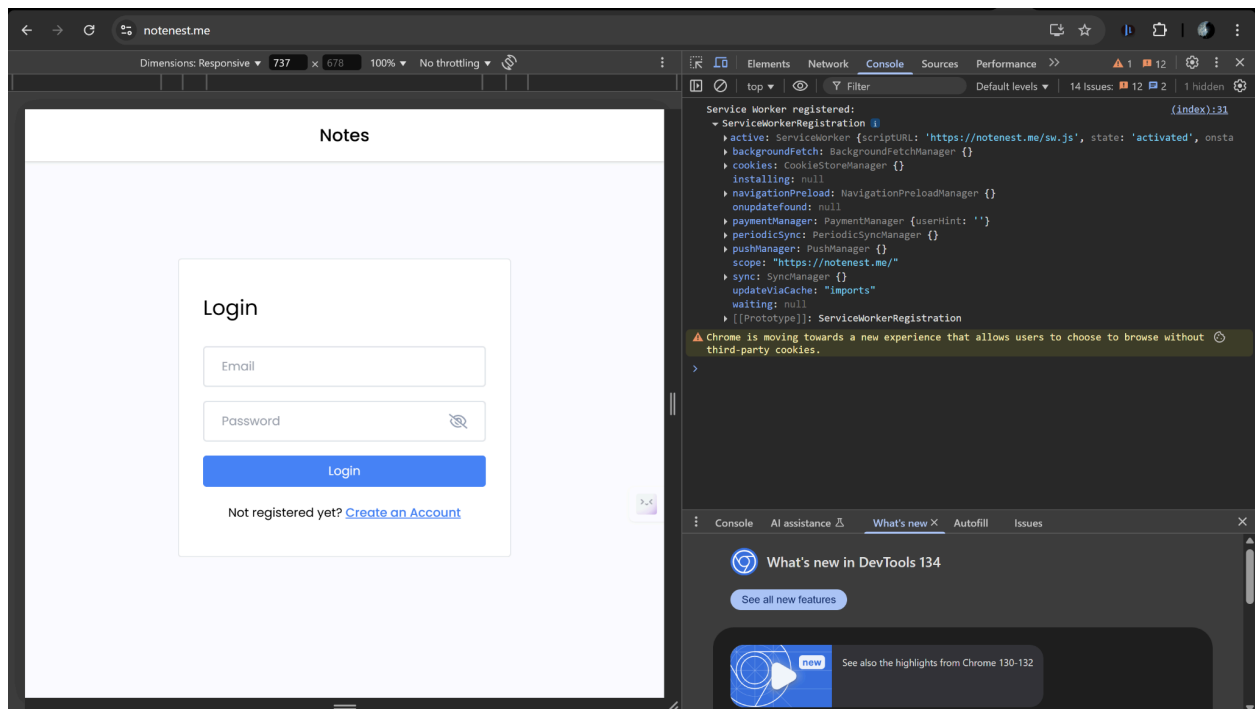 notenest.me
Dimensions: Responsive ▼ 737 × 678 100% ▼ No throttling ▼
Notes
Login
Email
Password
Login
Not registered yet? Create an Account
>_<
Elements Network Console Sources Performance >> 1 12
top ▼ Filter Default levels ▼ 14 Issues: 12 2 1 hidden
Service Worker registered: (index):31
ServiceWorkerRegistration i
active: ServiceWorker {scriptURL: 'https://notenest.me/sw.js', state: 'activated', onsta
backgroundFetch: BackgroundFetchManager {}
cookies: CookieStoreManager {}
installing: null
navigationPreload: NavigationPreloadManager {}
onupdatefound: null
paymentManager: PaymentManager {userHint: ''}
periodicSync: PeriodicSyncManager {}
pushManager: PushManager {}
scope: "https://notenest.me/"
sync: SyncManager {}
updateViaCache: "imports"
waiting: null
[[Prototype]]: ServiceWorkerRegistration
Chrome is moving towards a new experience that allows users to choose to browse without
third-party cookies.
>
Console AI assistance What's new × Autofill Issues
What's new in DevTools 134
See all new features
new
See also the highlights from Chrome 130-132